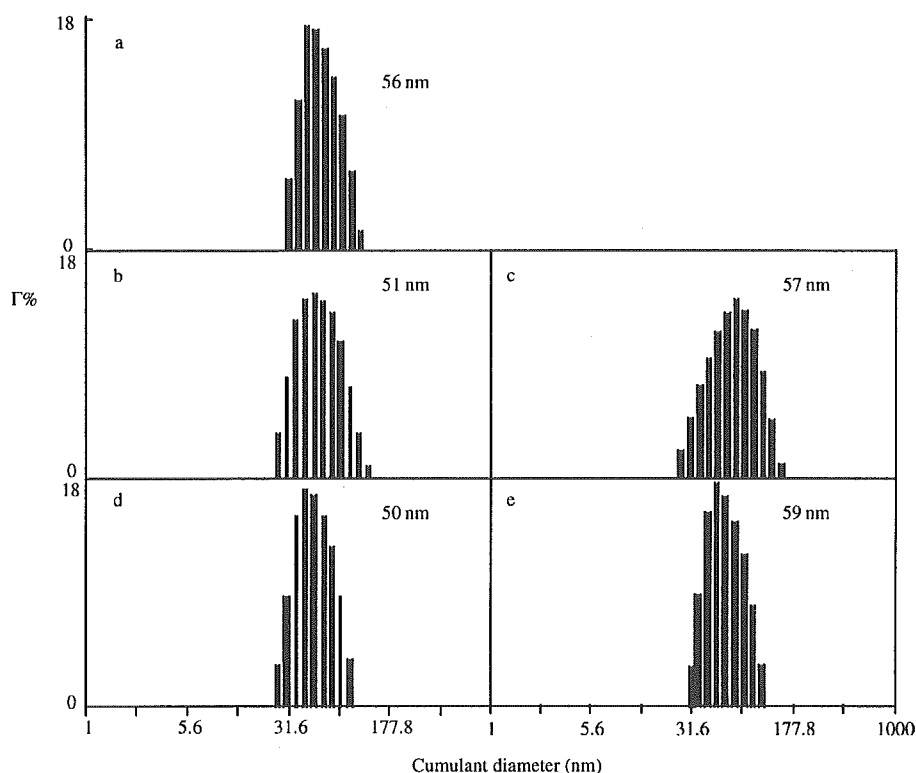 18
a
56 nm
0
18
b
51 nm
c
57 nm
Γ%
0
18
d
50 nm
e
59 nm
0
1
5.6
31.6
177.8
1
5.6
31.6
177.8
1000
Cumulant diameter (nm)